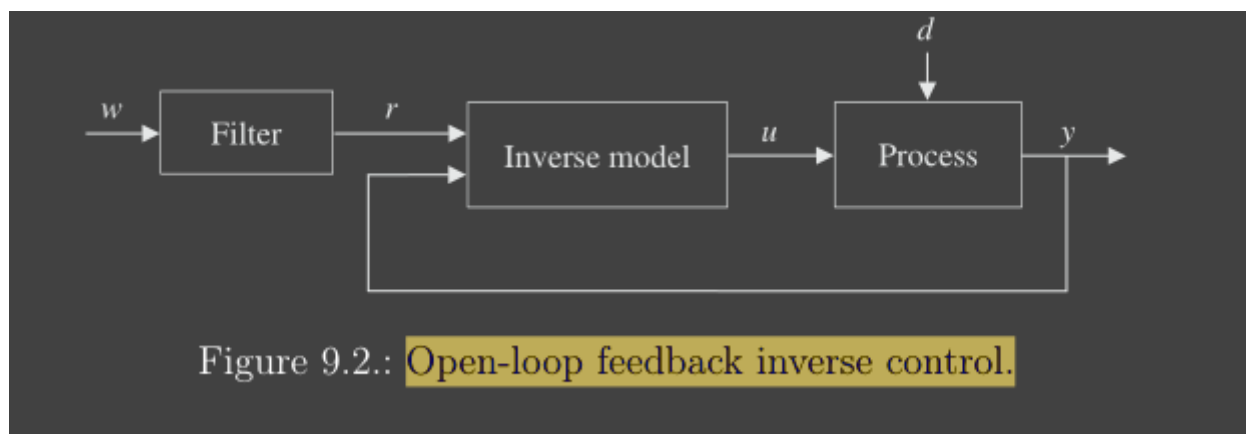 d
w
r
u
y
Filter
Inverse model
Process
Figure 9.2.: Open-loop feedback inverse control.